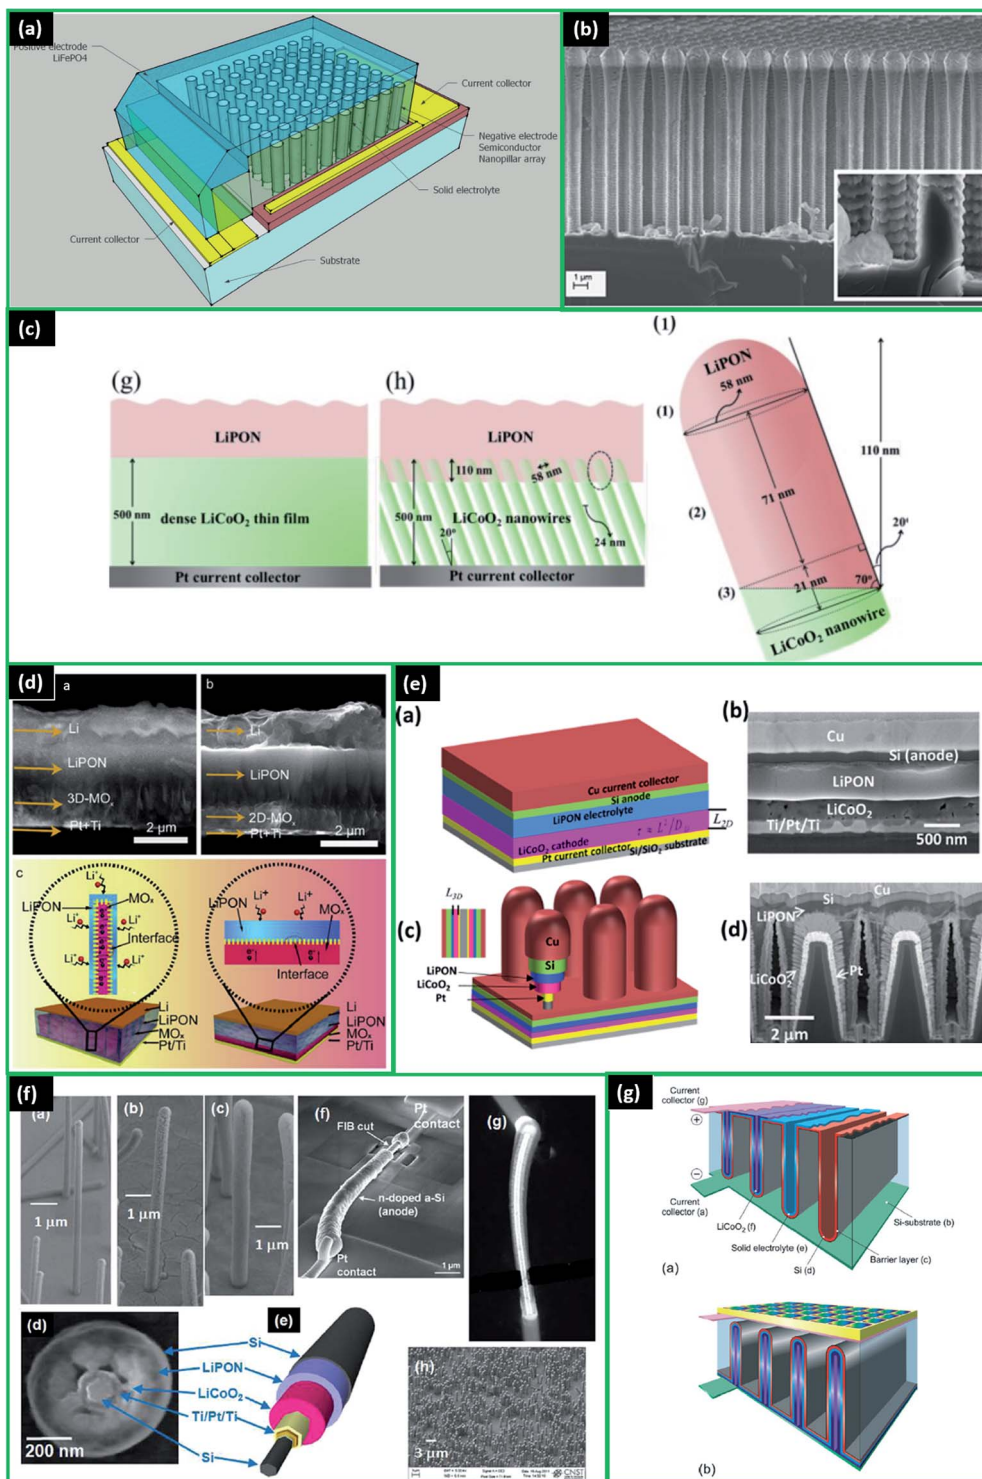 (a)
Positive electrode
LiFePO4
Current collector
Negative electrode
Semiconductor
Nanopillar array
Solid electrolyte
Current collector
Substrate
(b)
1 µm
(c)
(g)
LiPON
500 nm
dense LiCoO₂ thin film
Pt current collector
(h)
LiPON
110 nm
58 nm
500 nm
LiCoO₂ nanowires
20°
24 nm
Pt current collector
(1)
LiPON
58 nm
(1)
110 nm
71 nm
(2)
20°
21 nm
70°
(3)
LiCoO₂ nanowire
(d)
a
Li
LiPON
3D-MOₓ
Pt+Ti
2 µm
b
Li
LiPON
2D-MOₓ
Pt+Ti
2 µm
c
Li⁺
LiPON
MOₓ
Li⁺
Li⁺
Interface
Li⁺
Li⁺
Li
LiPON
MOₓ
Pt/Ti
Li⁺
Li⁺
LiPON
MOₓ
Interface
Li
LiPON
MOₓ
Pt/Ti
(e)
(a)
Cu current collector
Si anode
LiPON electrolyte
LiCoO₂ cathode
Pt current collector
Si/SiO₂ substrate
L2D
(b)
Cu
Si (anode)
LiPON
LiCoO₂
Ti/Pt/Ti
500 nm
(c)
L3D
Cu
Si
LiPON
LiCoO₂
Pt
(d)
Cu
Si
LiPON
LiCoO₂
Pt
2 µm
(f)
(a)
1 µm
(b)
1 µm
(c)
1 µm
(f)
Pt
contact
FIB cut
n-doped a-Si
(anode)
Pt
contact
1 µm
(g)
(d)
Si
LiPON
LiCoO₂
Ti/Pt/Ti
Si
200 nm
(e)
(h)
3 µm
CNST
(g)
Current
collector (g)
+
−
Current
collector (a)
LiCoO₂ (f)
Solid electrolyte (e)
Si (d)
Barrier layer (c)
Si-substrate (b)
(a)
(b)